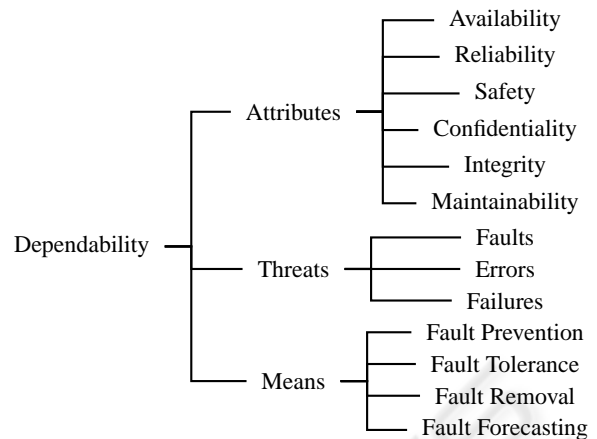 Availability
Reliability
Safety
Attributes
Confidentiality
Integrity
Maintainability
Dependability
Faults
Threats
Errors
Failures
Fault Prevention
Fault Tolerance
Means
Fault Removal
Fault Forecasting